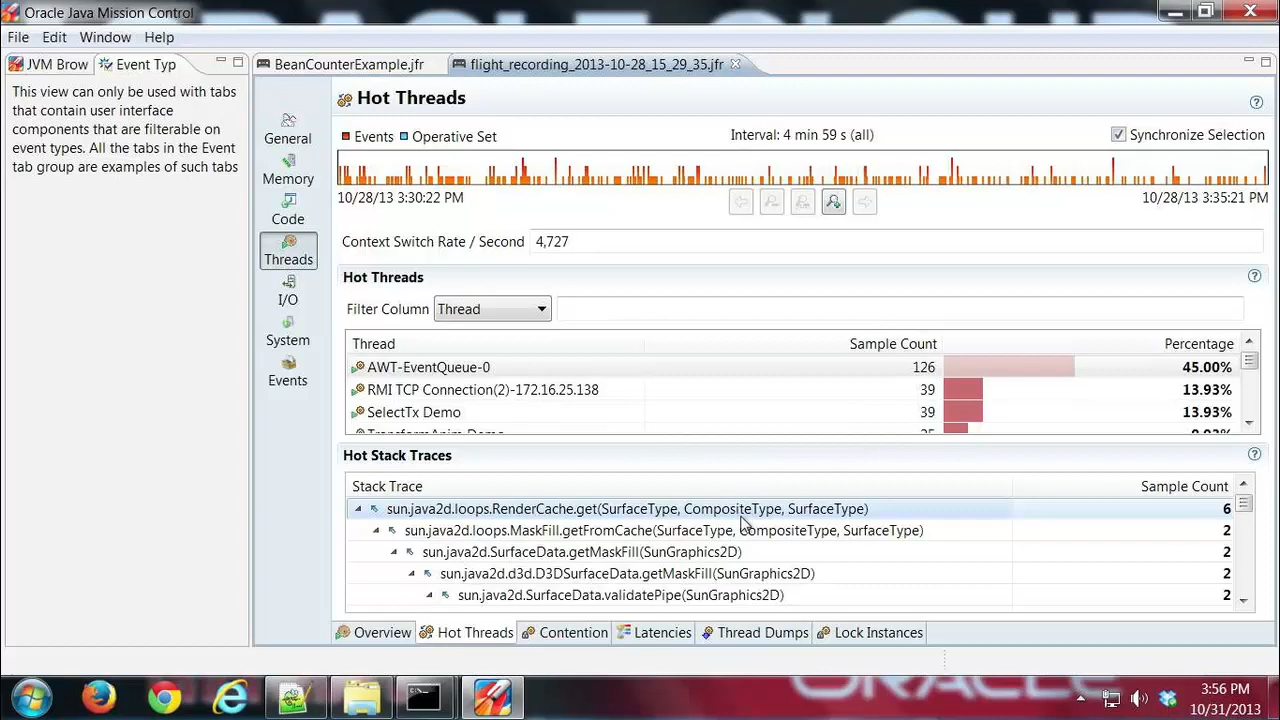 Oracle Java Mission Control
File Edit Window Help
JVM Brow Event Typ
This view can only be used with tabs
that contain user interface
components that are filterable on
event types. All the tabs in the Event
tab group are examples of such tabs
BeanCounterExample.jfr flight_recording_2013-10-28_15_29_35.jfr
General
Memory
Code
Threads
I/O
System
Events
Hot Threads
Events Operative Set Interval: 4 min 59 s (all) Synchronize Selection
10/28/13 3:30:22 PM 10/28/13 3:35:21 PM
Context Switch Rate / Second 4,727
Hot Threads
Filter Column Thread
Thread Sample Count Percentage
AWT-EventQueue-0 126 45.00%
RMI TCP Connection(2)-172.16.25.138 39 13.93%
SelectTx Demo 39 13.93%
TransformAnim Demo
Hot Stack Traces
Stack Trace Sample Count
sun.java2d.loops.RenderCache.get(SurfaceType, CompositeType, SurfaceType) 6
sun.java2d.loops.MaskFill.getFromCache(SurfaceType, CompositeType, SurfaceType) 2
sun.java2d.SurfaceData.getMaskFill(SunGraphics2D) 2
sun.java2d.d3d.D3DSurfaceData.getMaskFill(SunGraphics2D) 2
sun.java2d.SurfaceData.validatePipe(SunGraphics2D) 2
Overview Hot Threads Contention Latencies Thread Dumps Lock Instances
3:56 PM
10/31/2013